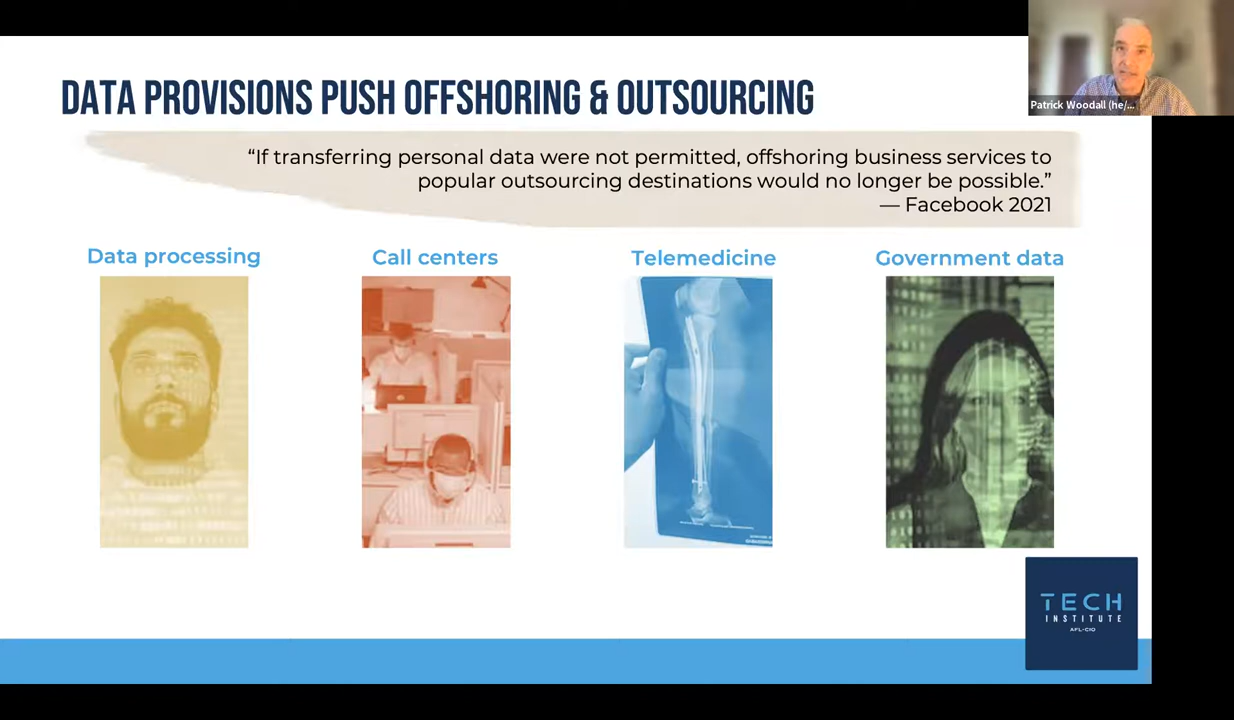 DATA PROVISIONS PUSH OFFSHORING & OUTSOURCING
Patrick Woodall (he/...
“If transferring personal data were not permitted, offshoring business services to
popular outsourcing destinations would no longer be possible.”
— Facebook 2021
Data processing
Call centers
Telemedicine
Government data
TECH
INSTITUTE
AFL-CIO